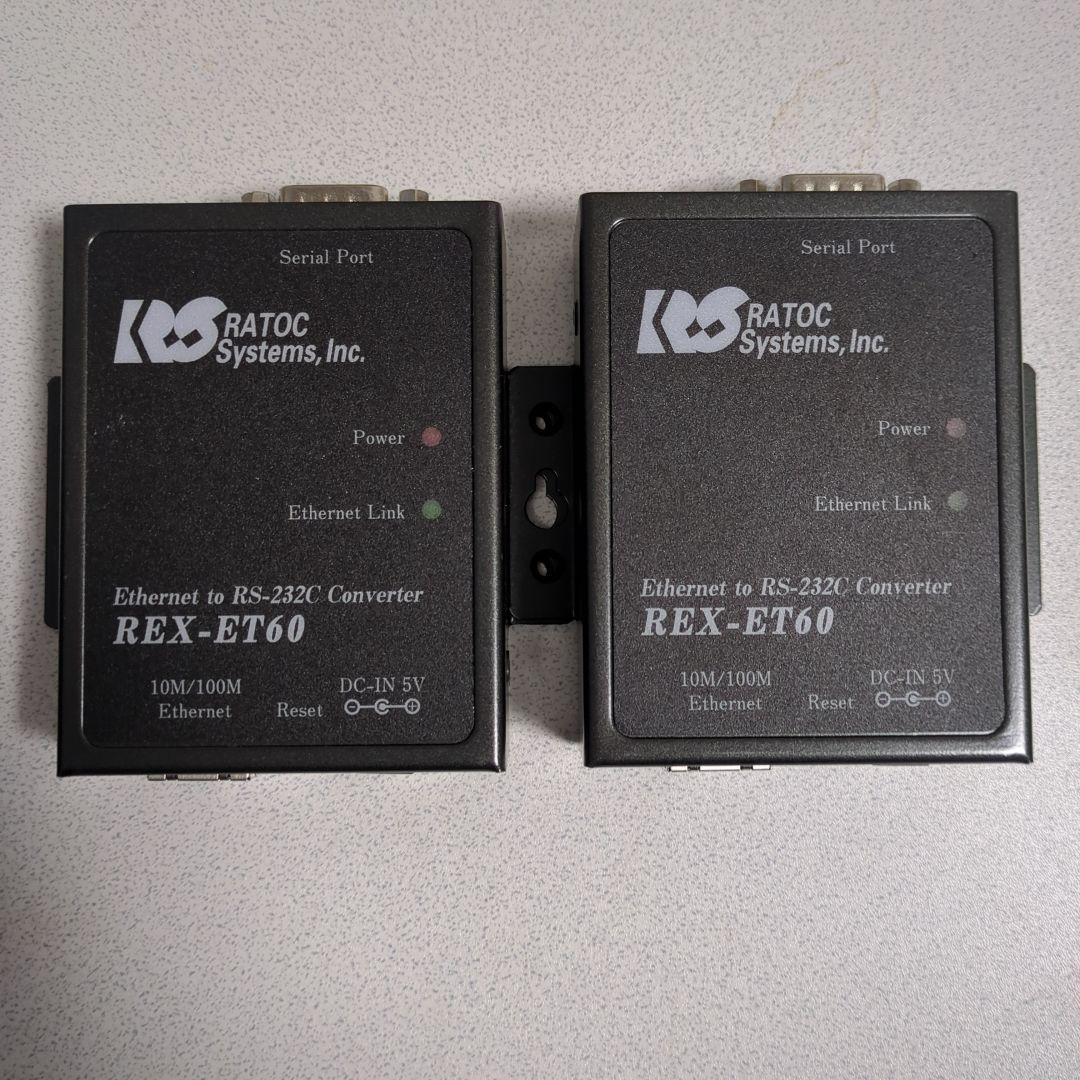 Serial Port
RS RATOC
Systems, Inc.
Power
Ethernet Link
Ethernet to RS-232C Converter
REX-ET60
10M/100M
Ethernet
Reset
DC-IN 5V
Serial Port
RS RATOC
Systems, Inc.
Power
Ethernet Link
Ethernet to RS-232C Converter
REX-ET60
10M/100M
Ethernet
Reset
DC-IN 5V